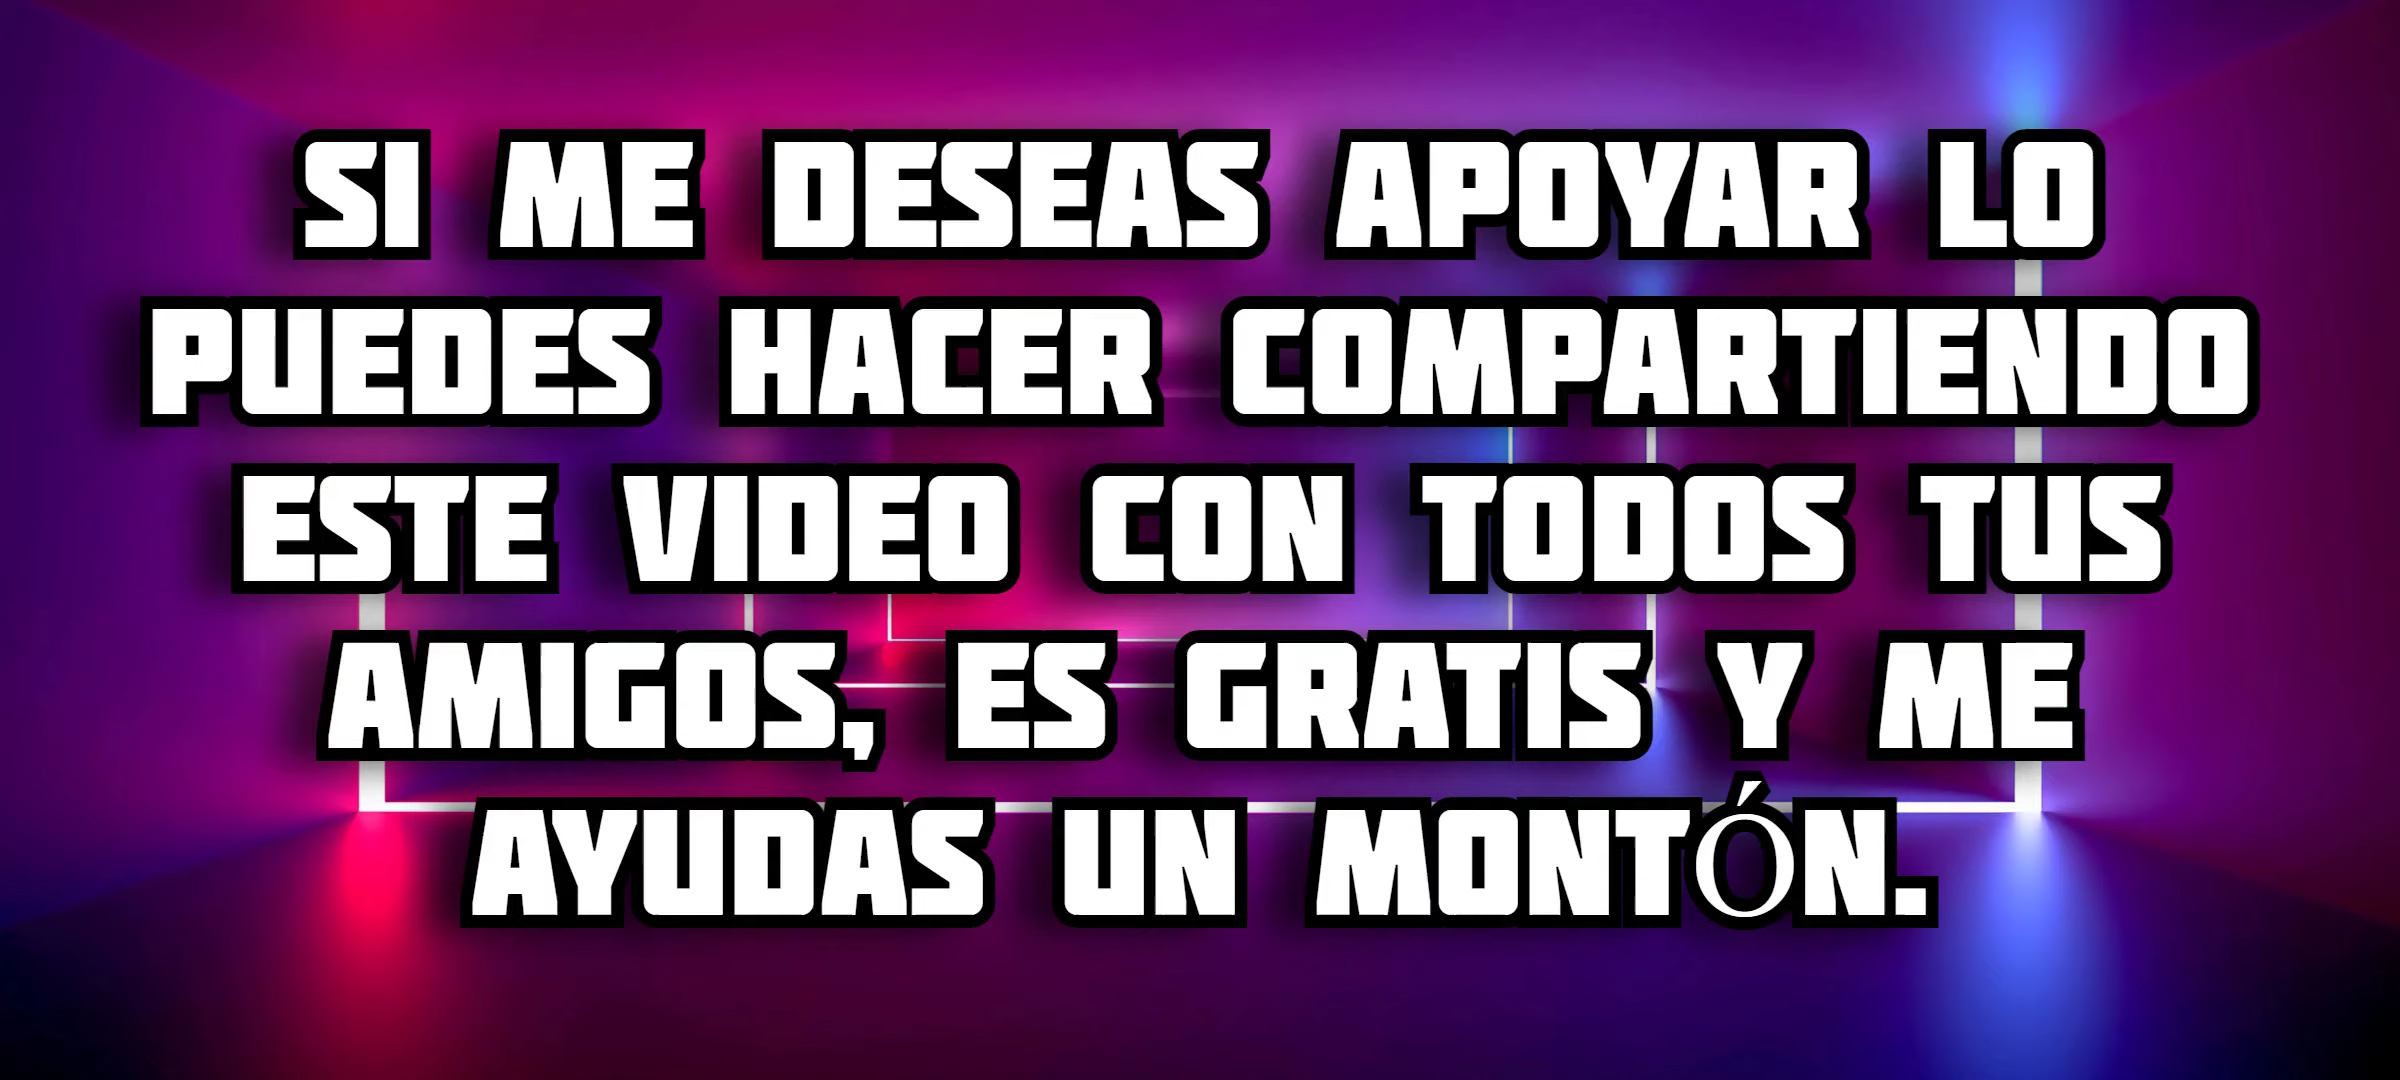 SI ME DESEAS APOYAR LO
PUEDES HACER COMPARTIENDO
ESTE VIDEO CON TODOS TUS
AMIGOS, ES GRATIS Y ME
AYUDAS UN MONTÓN.